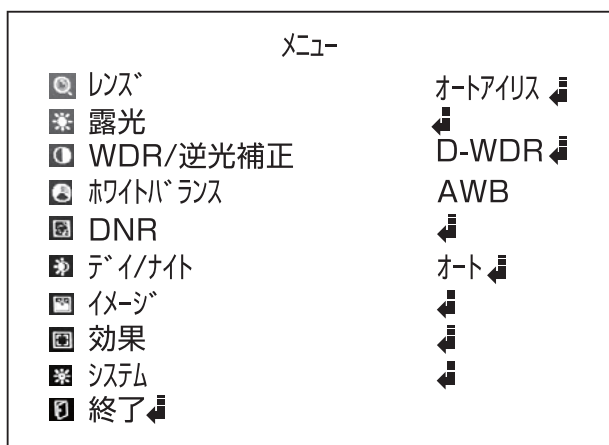 メニュー
レンズ オートアイリス
露光
WDR/逆光補正 D-WDR
ホワイトバランス AWB
DNR
デイ/ナイト オート
イメージ
効果
システム
終了